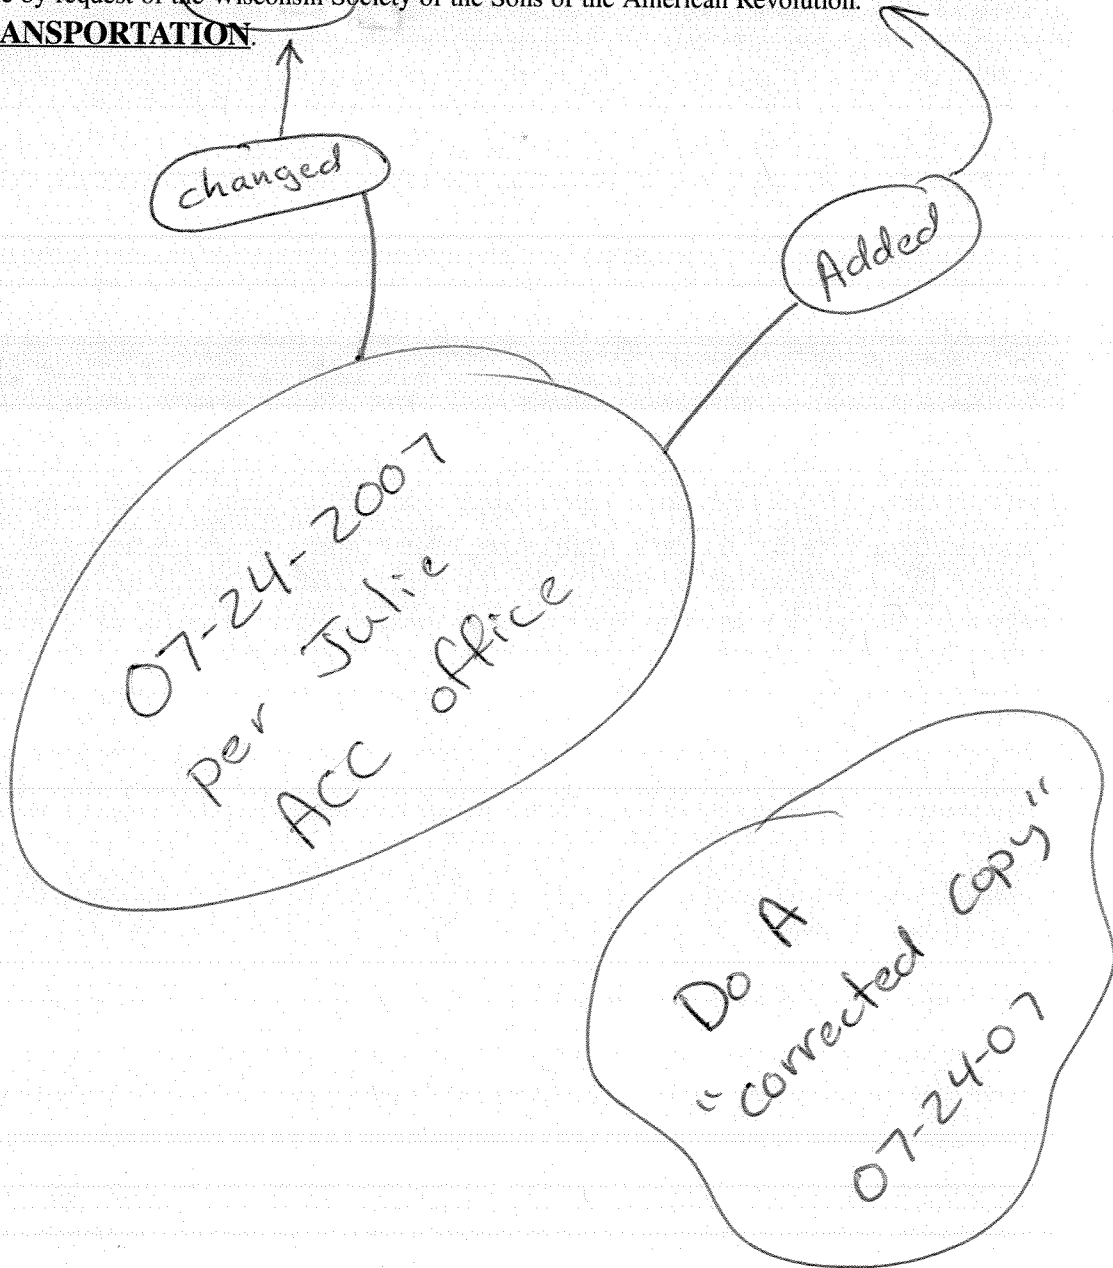 by request of the Wisconsin Society of the Sons of the American Revolution.
ANSPORTATION.
changed
Added
07-24-2007
per Julie
ACC office
Do A
"corrected copy"
07-24-07